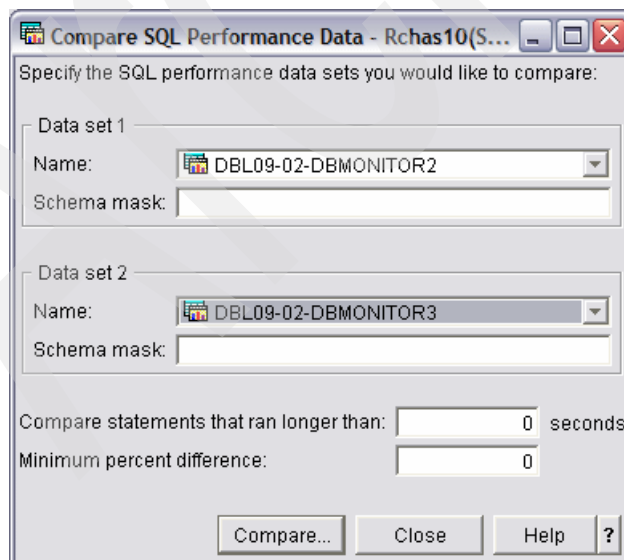 Compare SQL Performance Data - Rchas10(S...
Specify the SQL performance data sets you would like to compare:
Data set 1
Name: DBL09-02-DBMONITOR2
Schema mask:
Data set 2
Name: DBL09-02-DBMONITOR3
Schema mask:
Compare statements that ran longer than: 0 seconds
Minimum percent difference: 0
Compare... Close Help ?